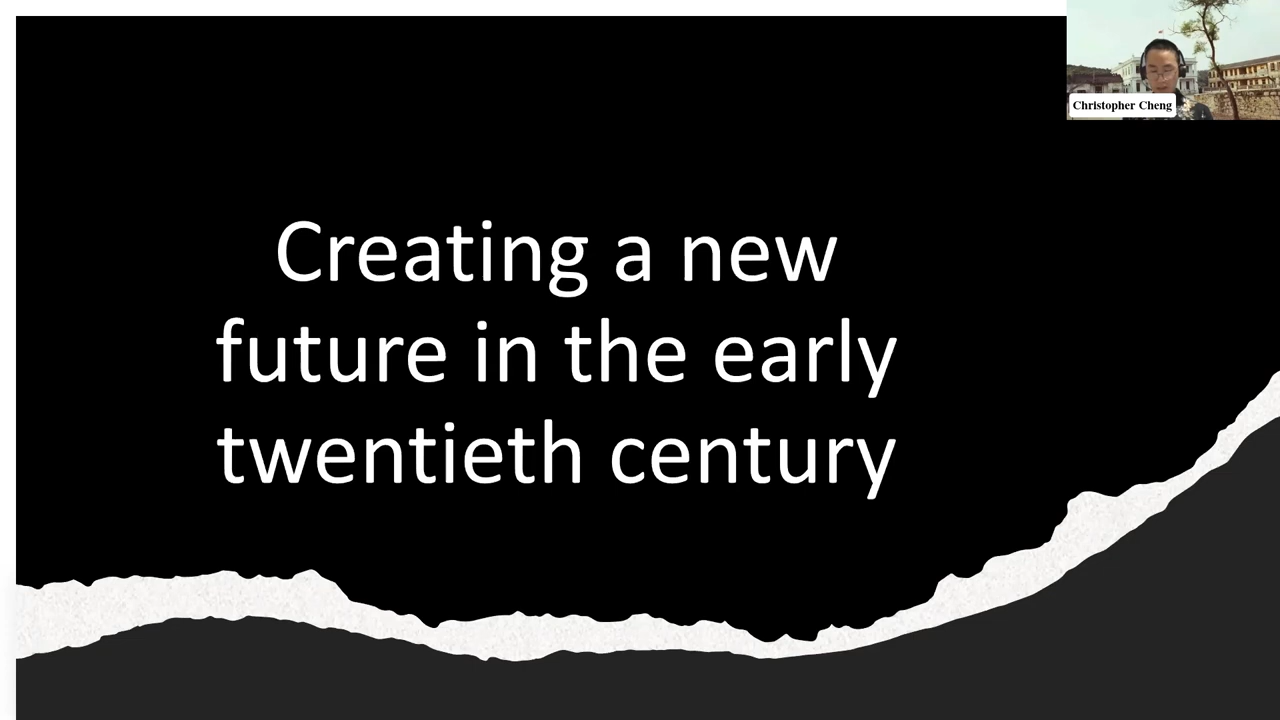 Christopher Cheng
Creating a new
future in the early
twentieth century